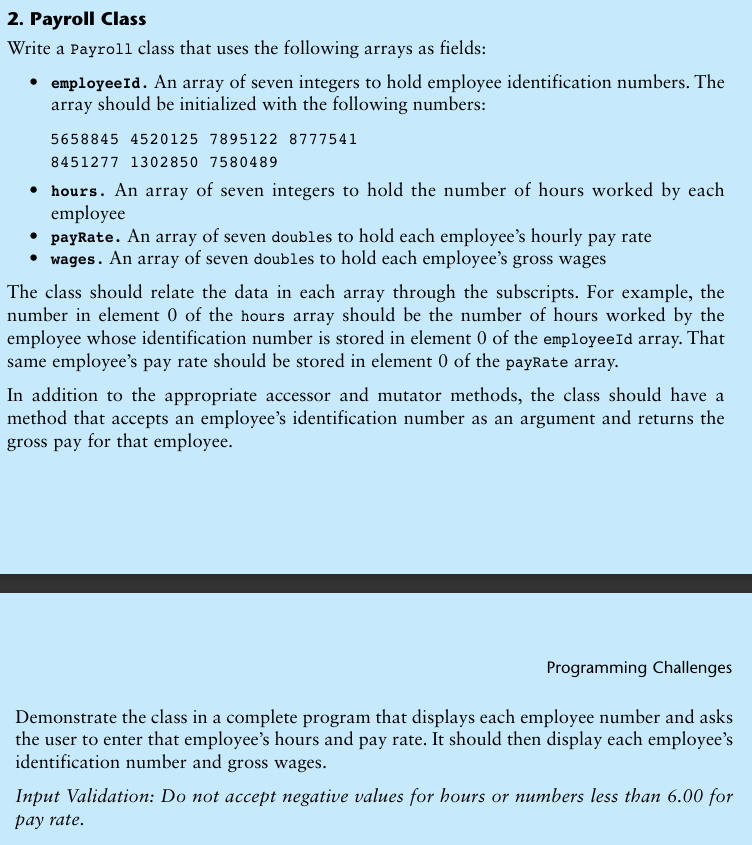 2. Payroll Class
Write a Payroll class that uses the following arrays as fields:
• employeeId. An array of seven integers to hold employee identification numbers. The
array should be initialized with the following numbers:
5658845 4520125 7895122 8777541
8451277 1302850 7580489
• hours. An array of seven integers to hold the number of hours worked by each
employee
• payRate. An array of seven doubles to hold each employee's hourly pay rate
• wages. An array of seven doubles to hold each employee's gross wages
The class should relate the data in each array through the subscripts. For example, the
number in element 0 of the hours array should be the number of hours worked by the
employee whose identification number is stored in element 0 of the employeeId array. That
same employee's pay rate should be stored in element 0 of the payRate array.
In addition to the appropriate accessor and mutator methods, the class should have a
method that accepts an employee's identification number as an argument and returns the
gross pay for that employee.
Programming Challenges
Demonstrate the class in a complete program that displays each employee number and asks
the user to enter that employee's hours and pay rate. It should then display each employee's
identification number and gross wages.
Input Validation: Do not accept negative values for hours or numbers less than 6.00 for
pay rate.